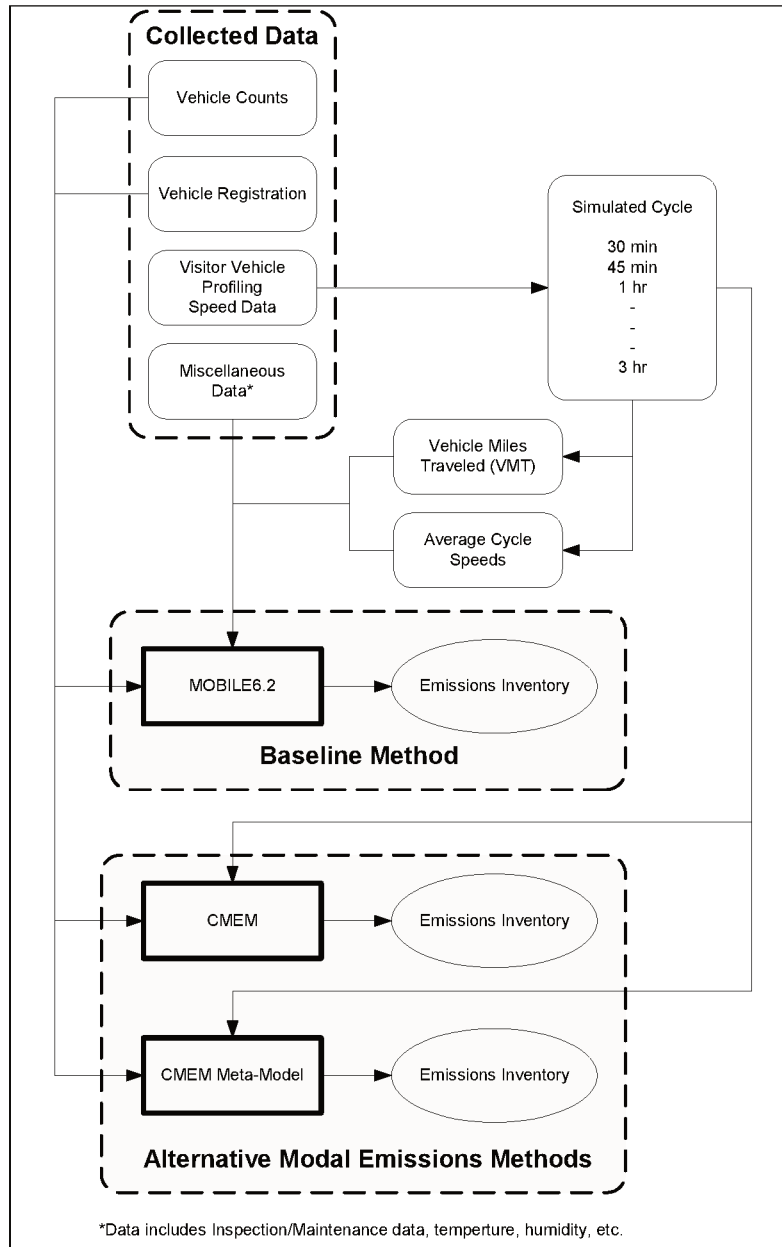 Collected Data
Vehicle Counts
Vehicle Registration
Visitor Vehicle
Profiling
Speed Data
Miscellaneous
Data*
Simulated Cycle
30 min
45 min
1 hr
-
-
-
3 hr
Vehicle Miles
Traveled (VMT)
Average Cycle
Speeds
MOBILE6.2
Emissions Inventory
Baseline Method
CMEM
Emissions Inventory
CMEM Meta-Model
Emissions Inventory
Alternative Modal Emissions Methods
*Data includes Inspection/Maintenance data, temperture, humidity, etc.